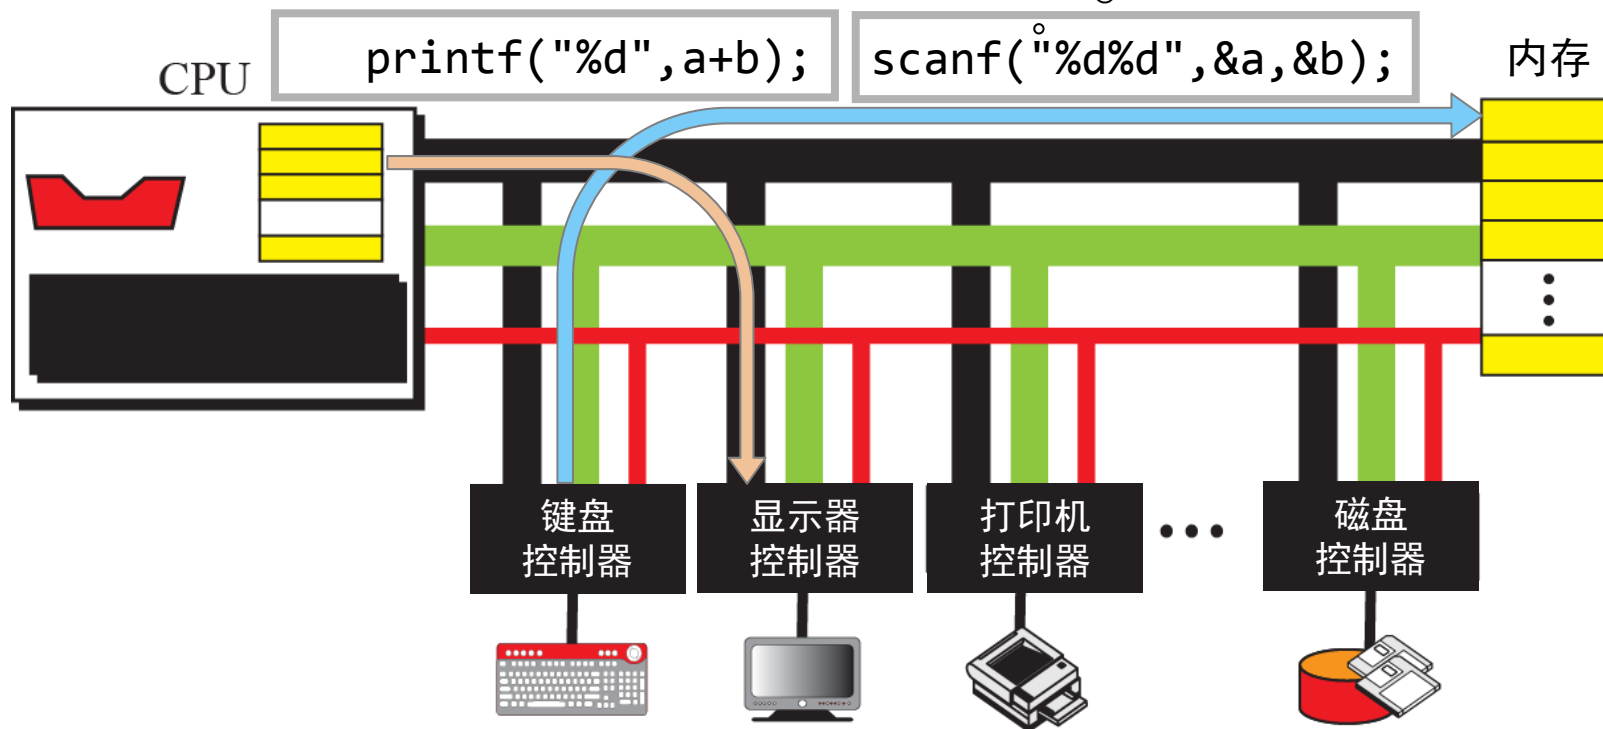 printf("%d",a+b);
scanf("%d%d",&a,&b);
内存
CPU
键盘
控制器
显示器
控制器
打印机
控制器
磁盘
控制器